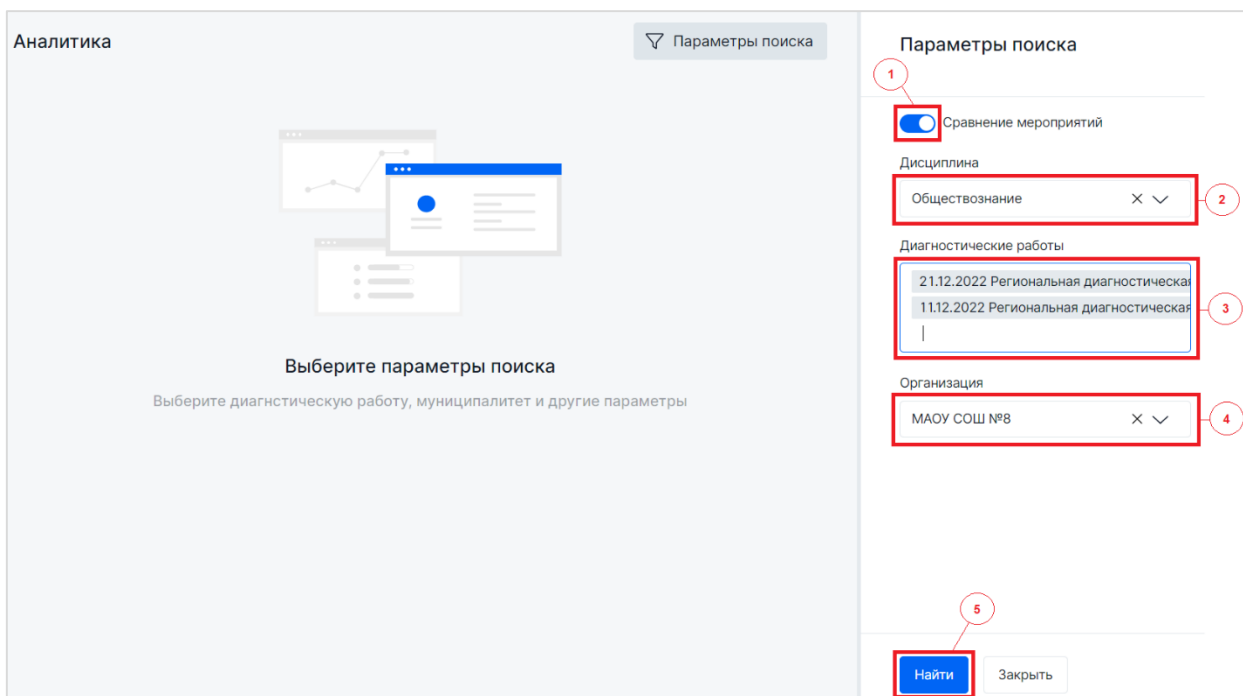 Аналитика
Параметры поиска
Выберите параметры поиска
Выберите диагнстическую работу, муниципалитет и другие параметры
Параметры поиска
1
Сравнение мероприятий
Дисциплина
Обществознание
2
Диагностические работы
21.12.2022 Региональная диагностическая
11.12.2022 Региональная диагностическая
3
Организация
МАОУ СОШ №8
4
5
Найти
Закрыть